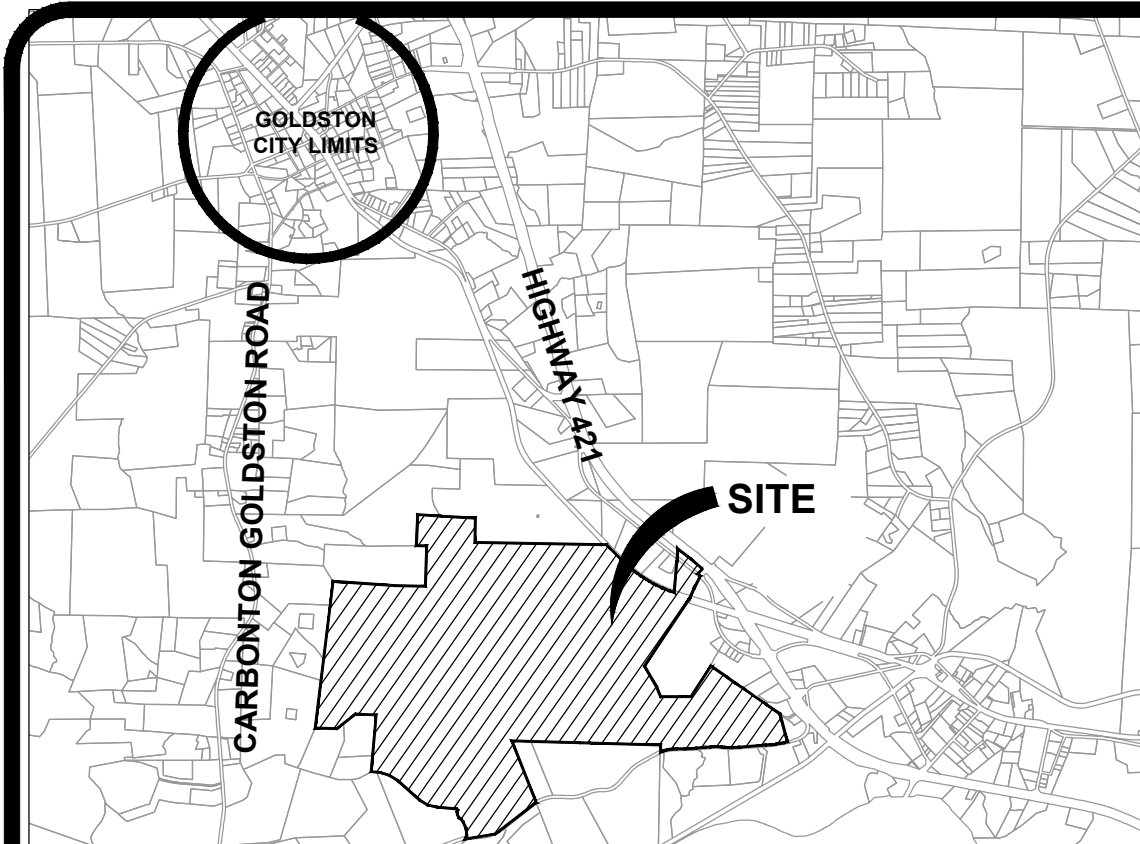 GOLDSTON
CITY LIMITS
HIGHWAY 421
CARBONTON GOLDSTON ROAD
SITE